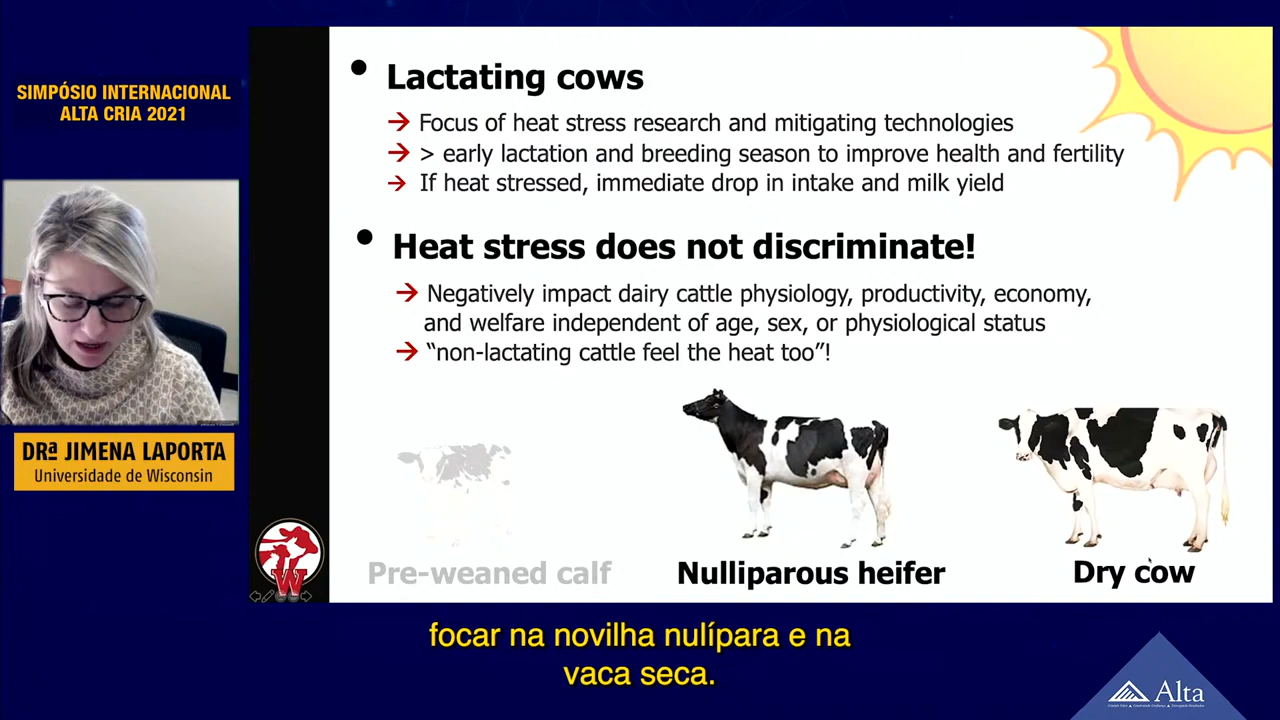 SIMPÓSIO INTERNACIONAL
ALTA CRIA 2021
• Lactating cows
→ Focus of heat stress research and mitigating technologies
→ > early lactation and breeding season to improve health and fertility
→ If heat stressed, immediate drop in intake and milk yield
• Heat stress does not discriminate!
→ Negatively impact dairy cattle physiology, productivity, economy,
and welfare independent of age, sex, or physiological status
→ “non-lactating cattle feel the heat too”!
DRª JIMENA LAPORTA
Universidade de Wisconsin
W
Pre-weaned calf
Nulliparous heifer
Dry cow
focar na novilha nulípara e na
vaca seca.
Alta